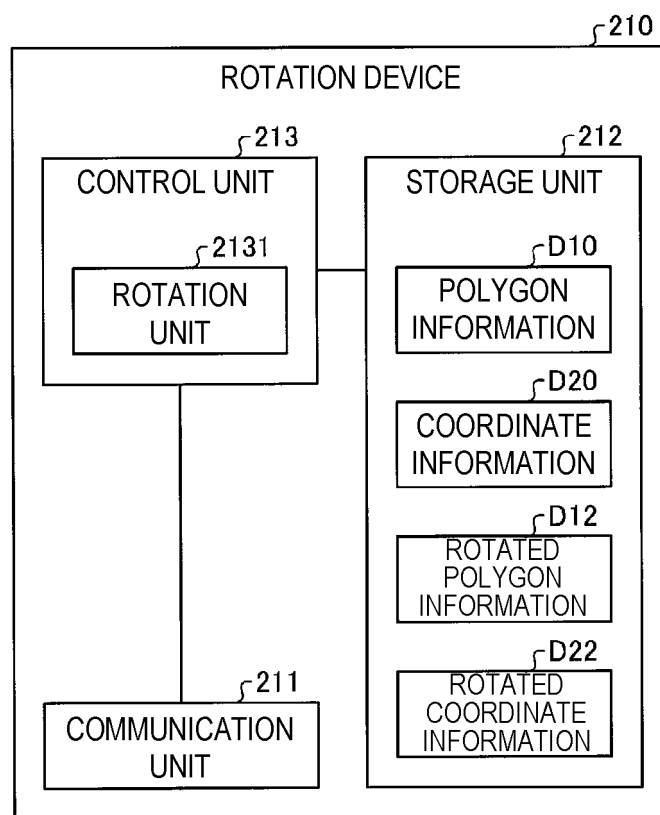 210
ROTATION DEVICE
213
CONTROL UNIT
2131
ROTATION
UNIT
212
STORAGE UNIT
D10
POLYGON
INFORMATION
D20
COORDINATE
INFORMATION
D12
ROTATED
POLYGON
INFORMATION
D22
ROTATED
COORDINATE
INFORMATION
211
COMMUNICATION
UNIT